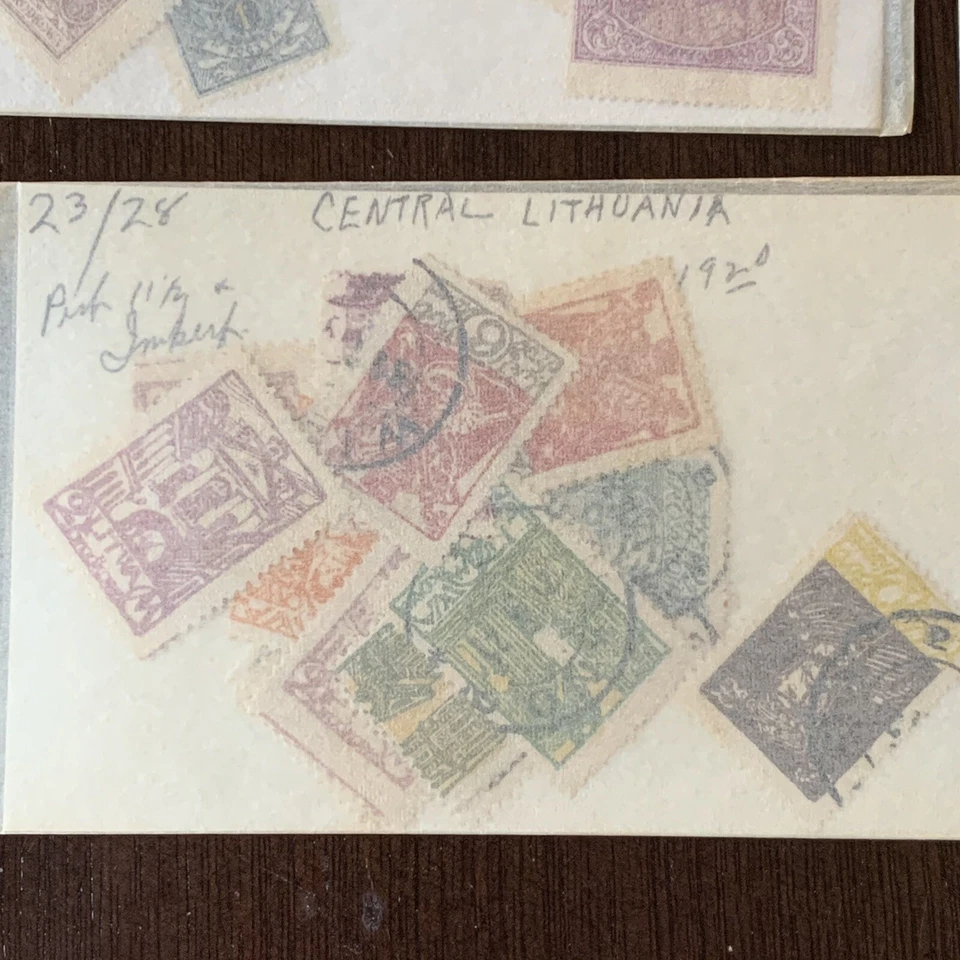 23/28 CENTRAL LITHUANIA
1920
Perf 11½ &
Imperf.